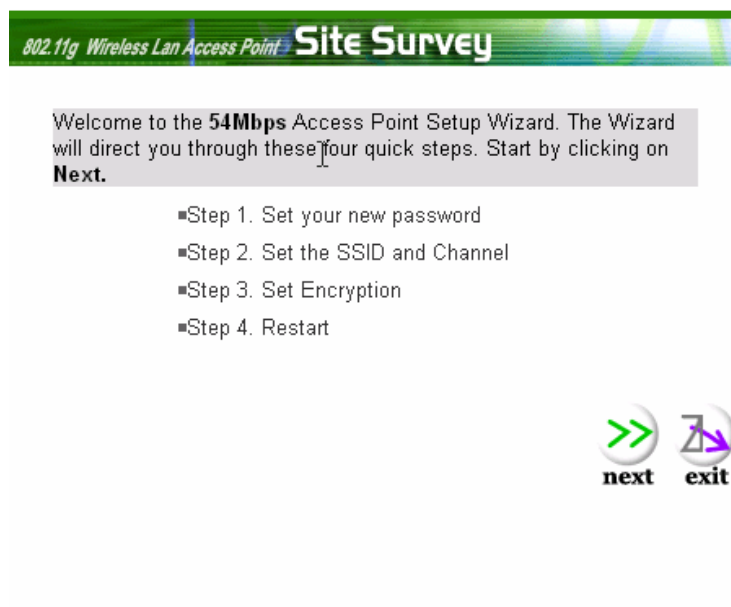 802.11g Wireless Lan Access Point Site Survey
Welcome to the 54Mbps Access Point Setup Wizard. The Wizard
will direct you through these four quick steps. Start by clicking on
Next.
Step 1. Set your new password
Step 2. Set the SSID and Channel
Step 3. Set Encryption
Step 4. Restart
next exit